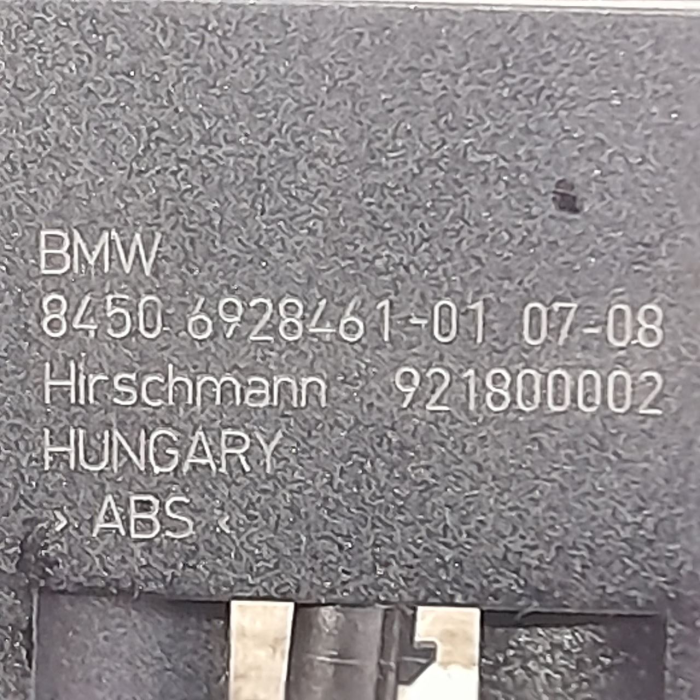 BMW
8450 6928461-01 07-08
Hirschmann 921800002
HUNGARY
> ABS <